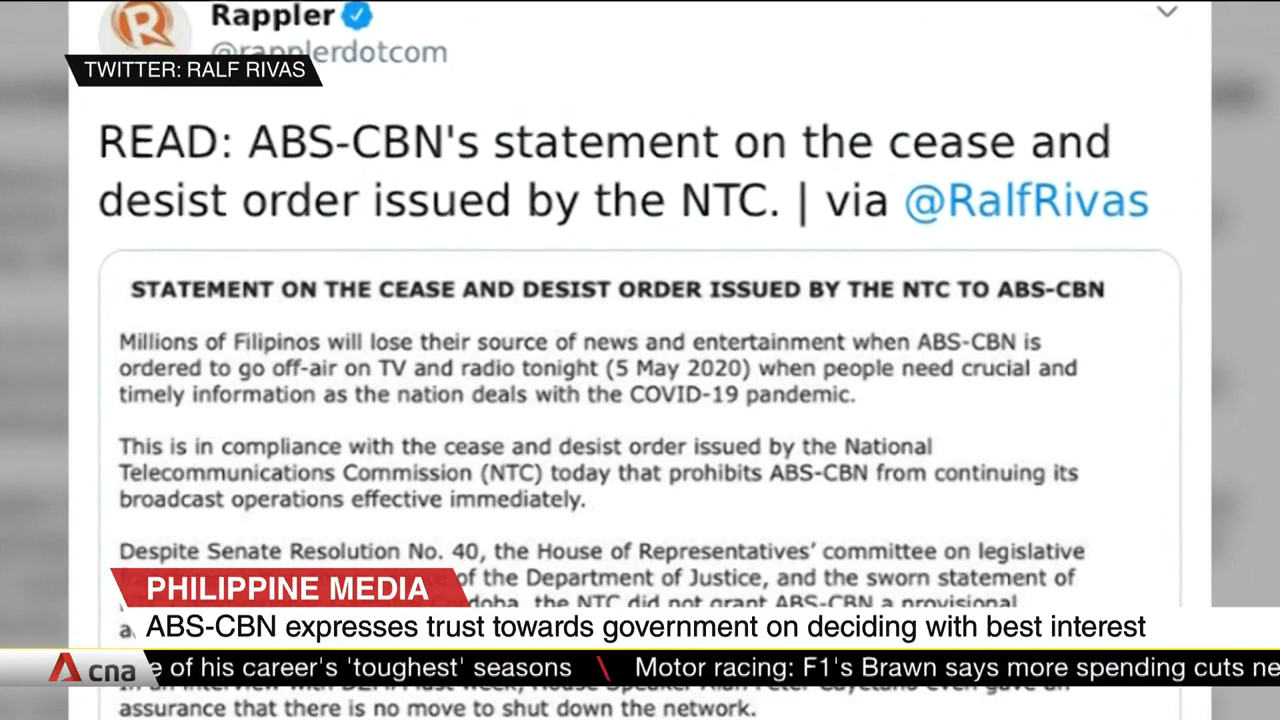 Rappler
@rapplerdotcom
TWITTER: RALF RIVAS
READ: ABS-CBN's statement on the cease and
desist order issued by the NTC. | via @RalfRivas
STATEMENT ON THE CEASE AND DESIST ORDER ISSUED BY THE NTC TO ABS-CBN
Millions of Filipinos will lose their source of news and entertainment when ABS-CBN is
ordered to go off-air on TV and radio tonight (5 May 2020) when people need crucial and
timely information as the nation deals with the COVID-19 pandemic.
This is in compliance with the cease and desist order issued by the National
Telecommunications Commission (NTC) today that prohibits ABS-CBN from continuing its
broadcast operations effective immediately.
Despite Senate Resolution No. 40, the House of Representatives' committee on legislative
of the Department of Justice, and the sworn statement of
the NTC did not grant ABS-CBN a provisional
PHILIPPINE MEDIA
ABS-CBN expresses trust towards government on deciding with best interest
cna
e of his career's 'toughest' seasons \ Motor racing: F1's Brawn says more spending cuts ne
assurance that there is no move to shut down the network.